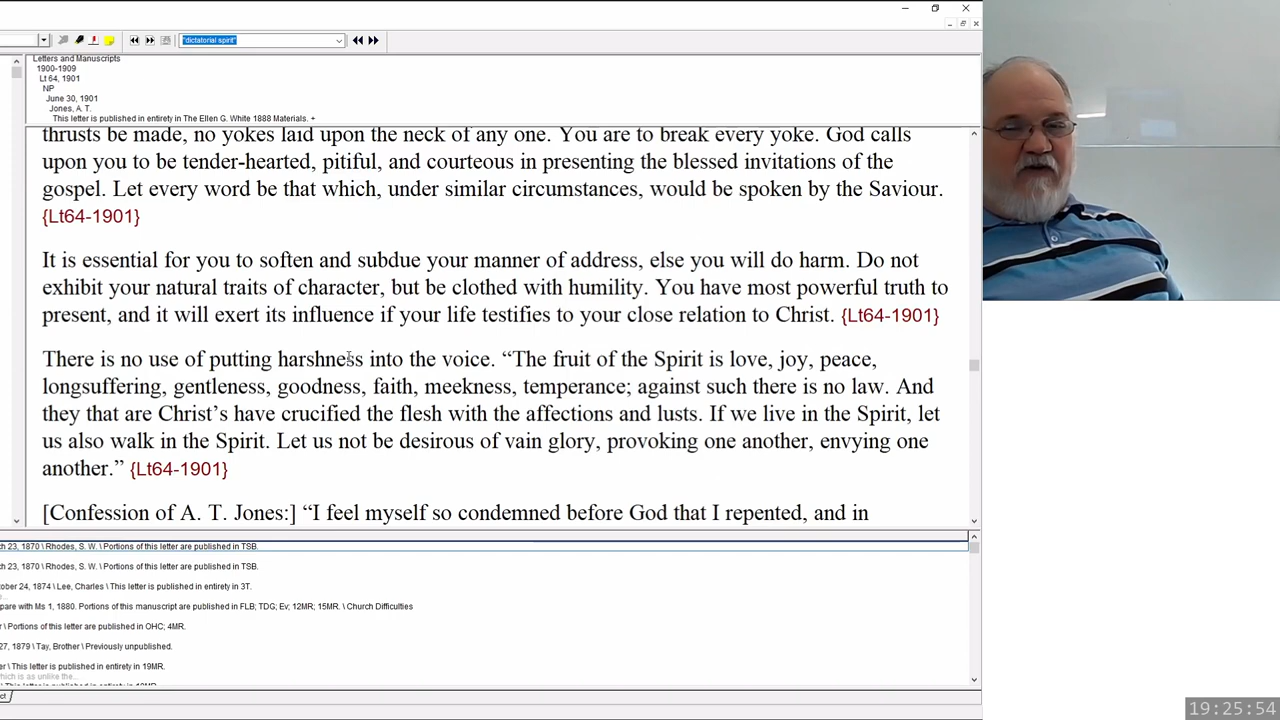 "dictatorial spirit"
Letters and Manuscripts
1900-1909
Lt 64, 1901
NP
June 30, 1901
Jones, A. T.
This letter is published in entirety in The Ellen G. White 1888 Materials. +
thrusts be made, no yokes laid upon the neck of any one. You are to break every yoke. God calls
upon you to be tender-hearted, pitiful, and courteous in presenting the blessed invitations of the
gospel. Let every word be that which, under similar circumstances, would be spoken by the Saviour.
{Lt64-1901}
It is essential for you to soften and subdue your manner of address, else you will do harm. Do not
exhibit your natural traits of character, but be clothed with humility. You have most powerful truth to
present, and it will exert its influence if your life testifies to your close relation to Christ. {Lt64-1901}
There is no use of putting harshness into the voice. “The fruit of the Spirit is love, joy, peace,
longsuffering, gentleness, goodness, faith, meekness, temperance; against such there is no law. And
they that are Christ’s have crucified the flesh with the affections and lusts. If we live in the Spirit, let
us also walk in the Spirit. Let us not be desirous of vain glory, provoking one another, envying one
another.” {Lt64-1901}
[Confession of A. T. Jones:] “I feel myself so condemned before God that I repented, and in
ch 23, 1870 \ Rhodes, S. W. \ Portions of this letter are published in TSB.
ch 23, 1870 \ Rhodes, S. W. \ Portions of this letter are published in TSB.
tober 24, 1874 \ Lee, Charles \ This letter is published in entirety in 3T.
pare with Ms 1, 1880. Portions of this manuscript are published in FLB; TDG; Ev; 12MR; 15MR. \ Church Difficulties
r \ Portions of this letter are published in OHC; 4MR.
27, 1879 \ Tay, Brother \ Previously unpublished.
er \ This letter is published in entirety in 19MR.
which is as unlike the...
19:25:54